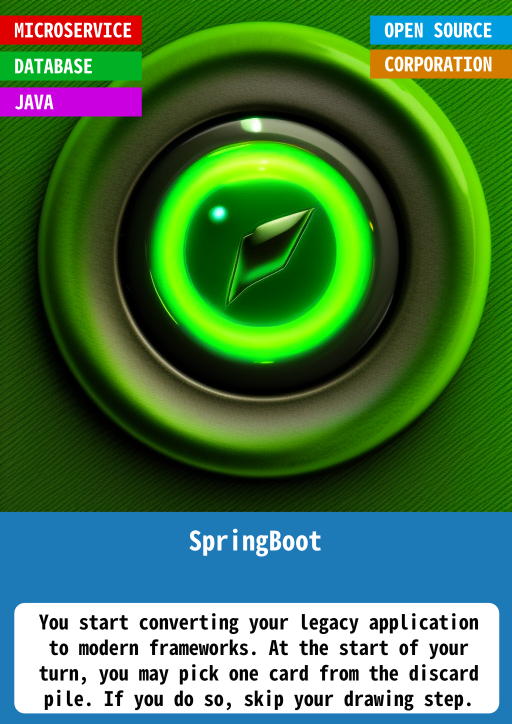 MICROSERVICE
DATABASE
JAVA
OPEN SOURCE
CORPORATION
SpringBoot
You start converting your legacy application
to modern frameworks. At the start of your
turn, you may pick one card from the discard
pile. If you do so, skip your drawing step.